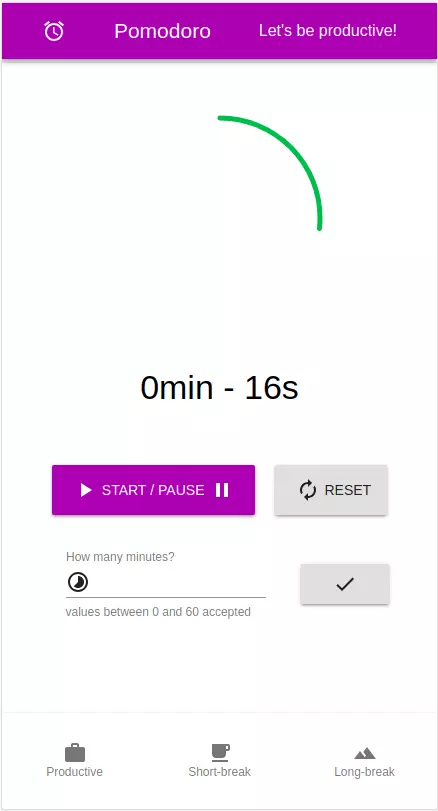 Pomodoro
Let's be productive!
0min - 16s
START / PAUSE
RESET
How many minutes?
values between 0 and 60 accepted
Productive
Short-break
Long-break